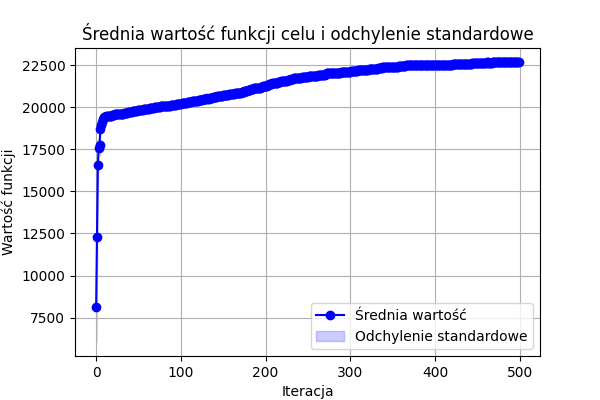 Średnia wartość funkcji celu i odchylenie standardowe
Wartość funkcji
22500
20000
17500
15000
12500
10000
7500
Średnia wartość
Odchylenie standardowe
0 100 200 300 400 500
Iteracja